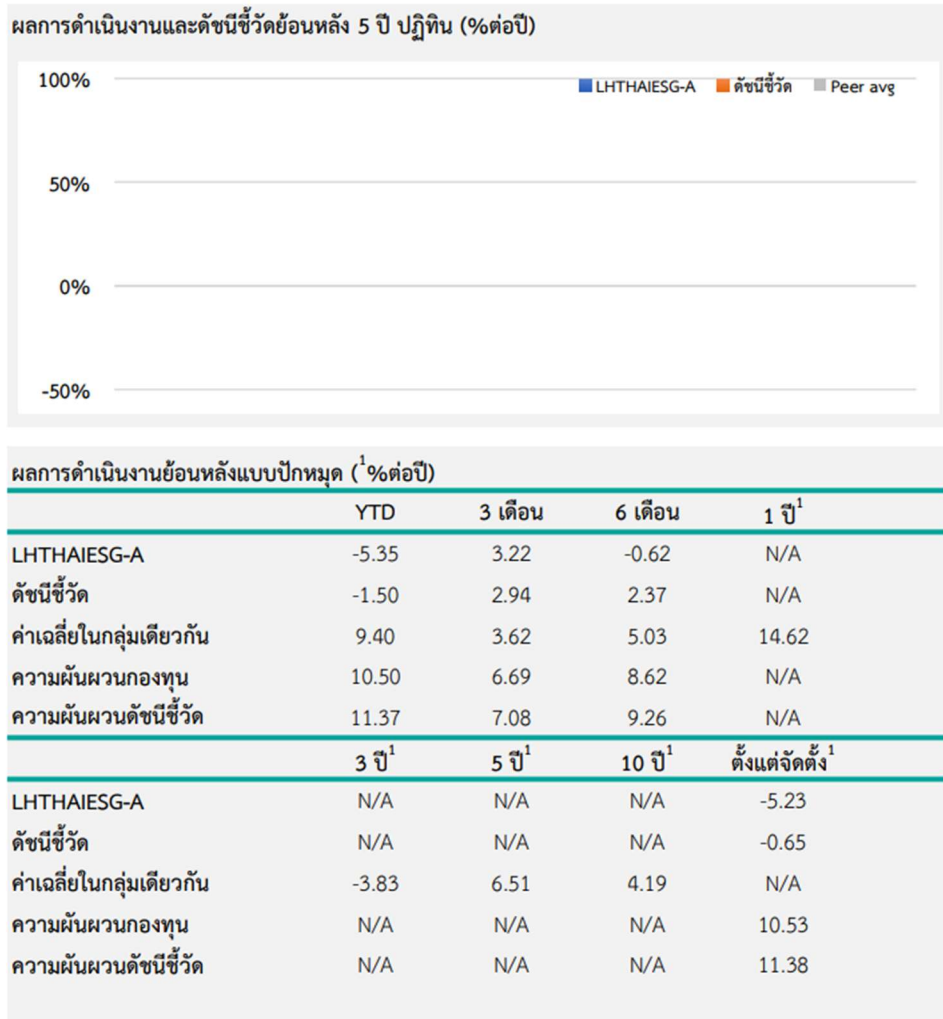 ผลการดำเนินงานและดัชนีชี้วัดย้อนหลัง 5 ปี ปฏิทิน (%ต่อปี)
100%
LHTHAIESG-A ดัชนีชี้วัด Peer avg
50%
0%
-50%
ผลการดำเนินงานย้อนหลังแบบปักหมุด (¹%ต่อปี)
YTD 3 เดือน 6 เดือน 1 ปี¹
LHTHAIESG-A -5.35 3.22 -0.62 N/A
ดัชนีชี้วัด -1.50 2.94 2.37 N/A
ค่าเฉลี่ยในกลุ่มเดียวกัน 9.40 3.62 5.03 14.62
ความผันผวนกองทุน 10.50 6.69 8.62 N/A
ความผันผวนดัชนีชี้วัด 11.37 7.08 9.26 N/A
3 ปี¹ 5 ปี¹ 10 ปี¹ ตั้งแต่จัดตั้ง¹
LHTHAIESG-A N/A N/A N/A -5.23
ดัชนีชี้วัด N/A N/A N/A -0.65
ค่าเฉลี่ยในกลุ่มเดียวกัน -3.83 6.51 4.19 N/A
ความผันผวนกองทุน N/A N/A N/A 10.53
ความผันผวนดัชนีชี้วัด N/A N/A N/A 11.38